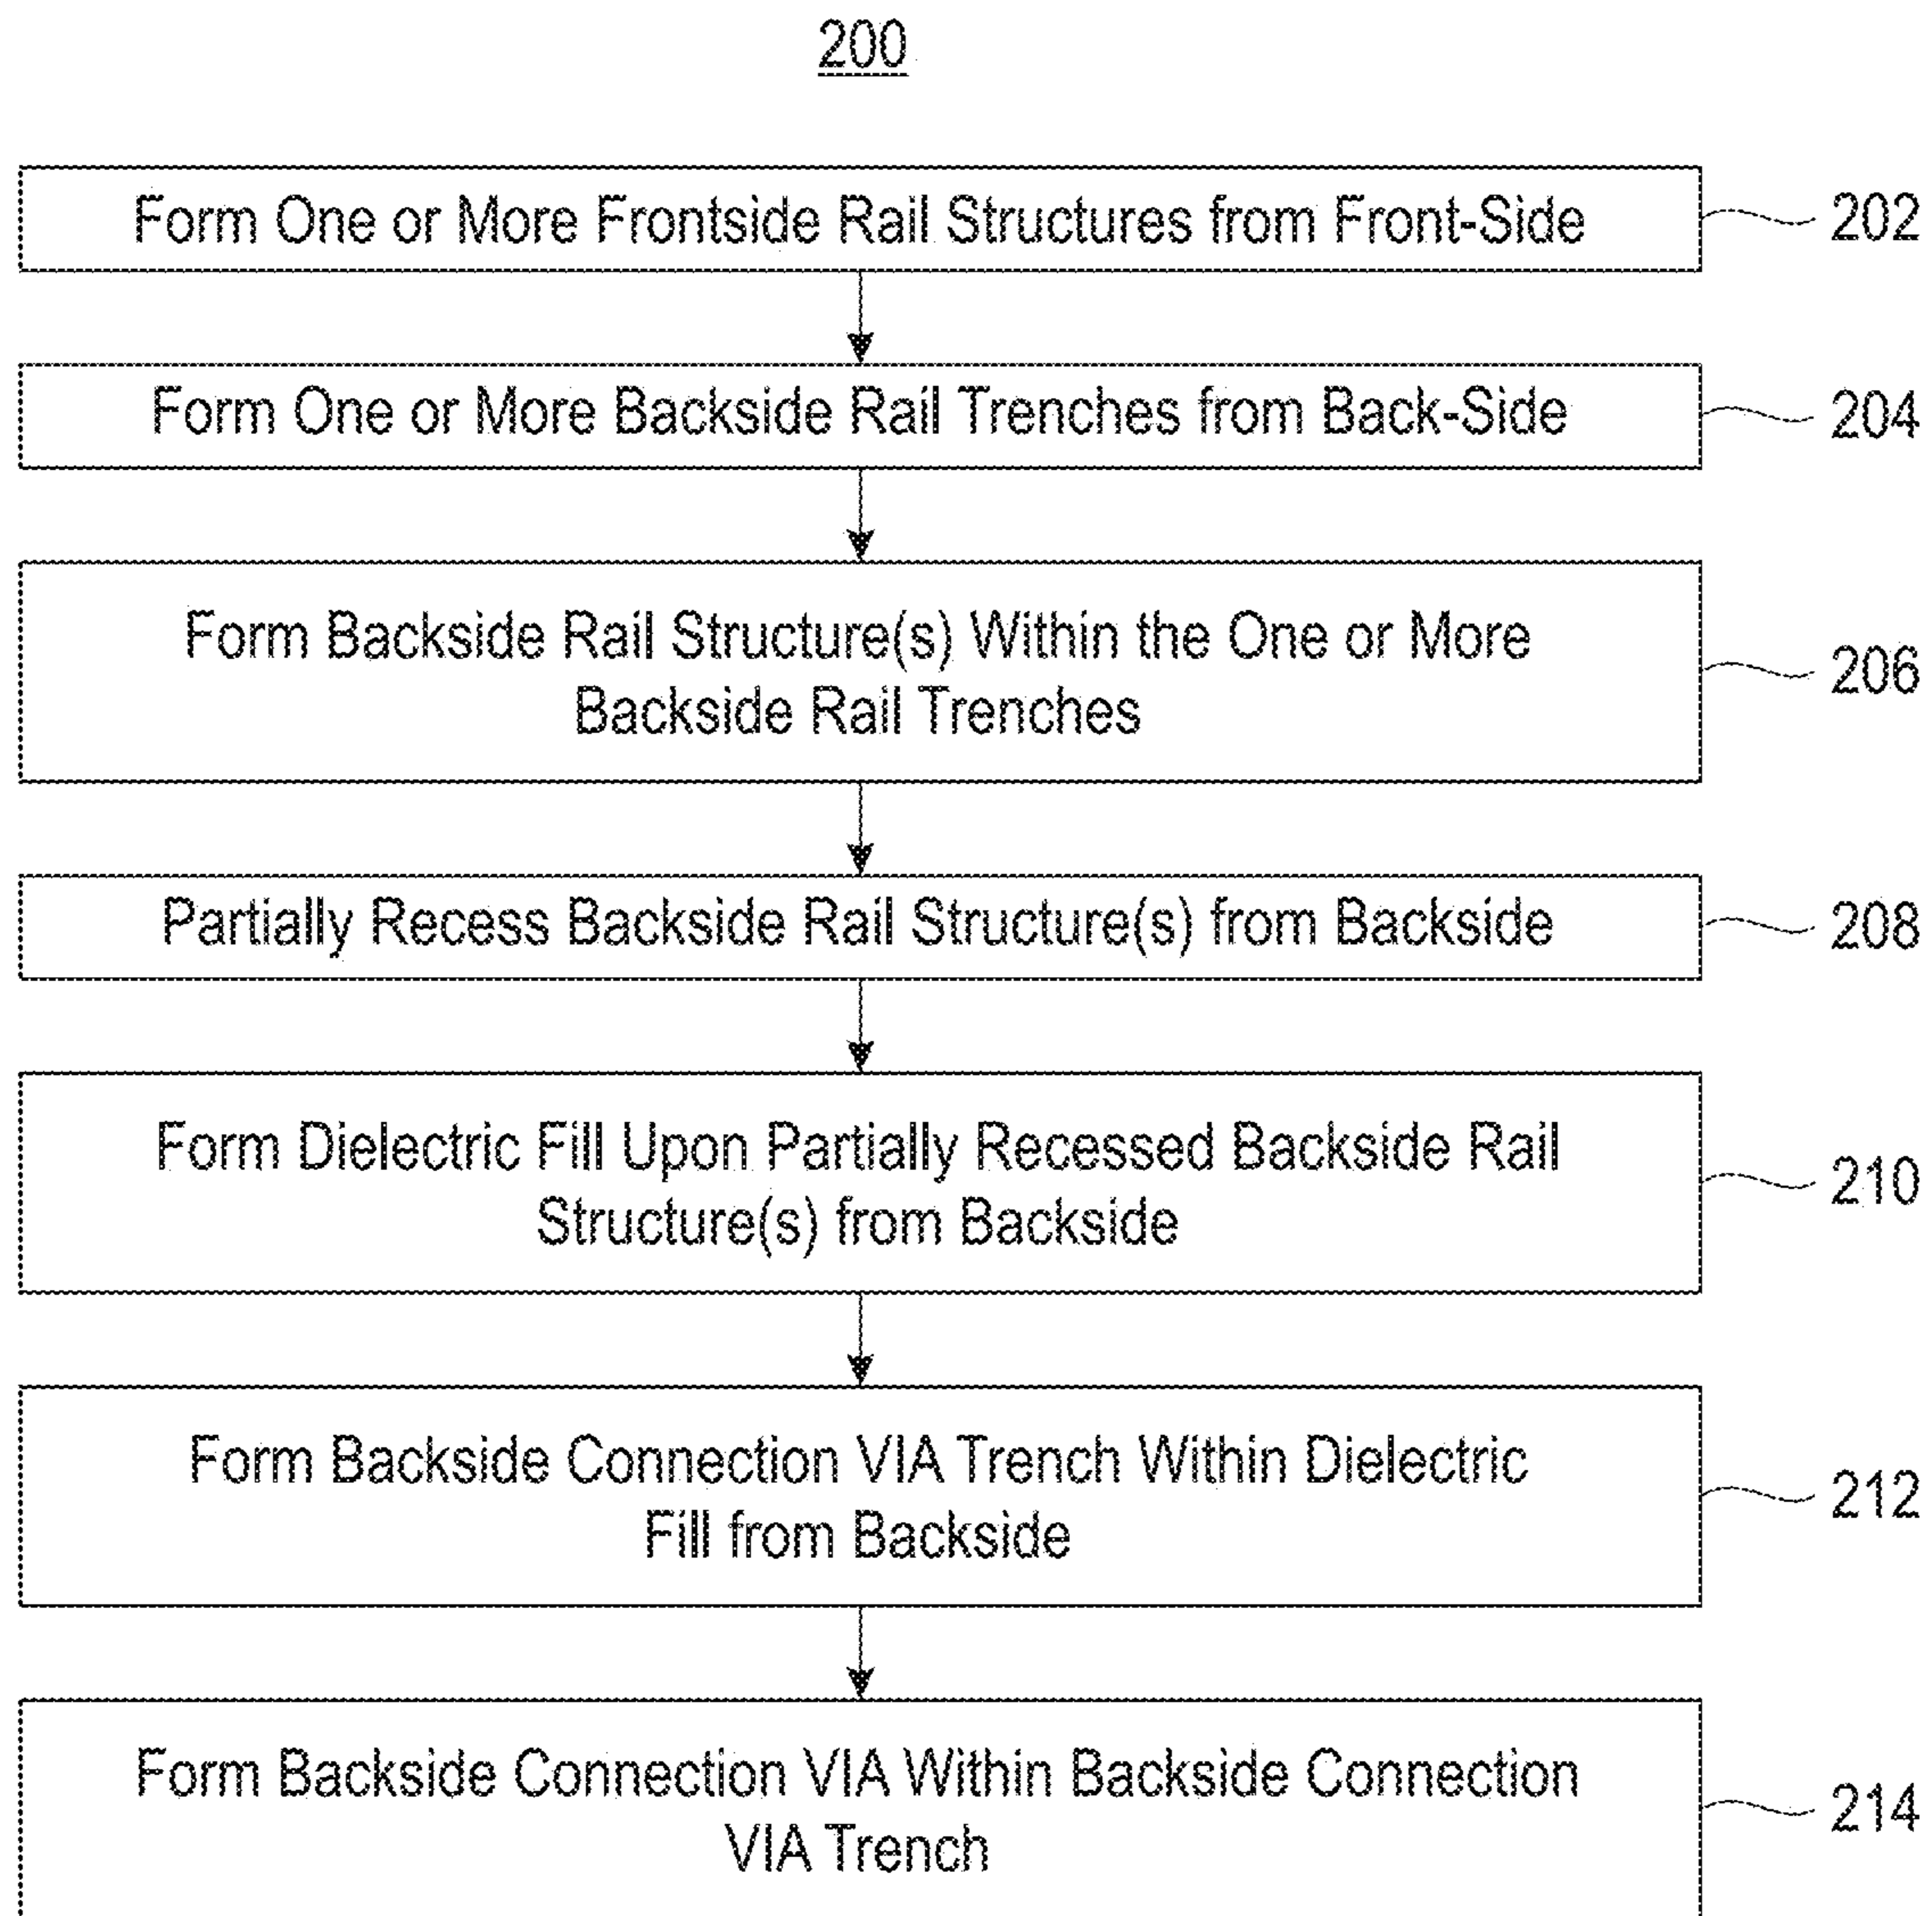 200
Form One or More Frontside Rail Structures from Front-Side
202
Form One or More Backside Rail Trenches from Back-Side
204
Form Backside Rail Structure(s) Within the One or More
Backside Rail Trenches
206
Partially Recess Backside Rail Structure(s) from Backside
208
Form Dielectric Fill Upon Partially Recessed Backside Rail
Structure(s) from Backside
210
Form Backside Connection VIA Trench Within Dielectric
Fill from Backside
212
Form Backside Connection VIA Within Backside Connection
VIA Trench
214